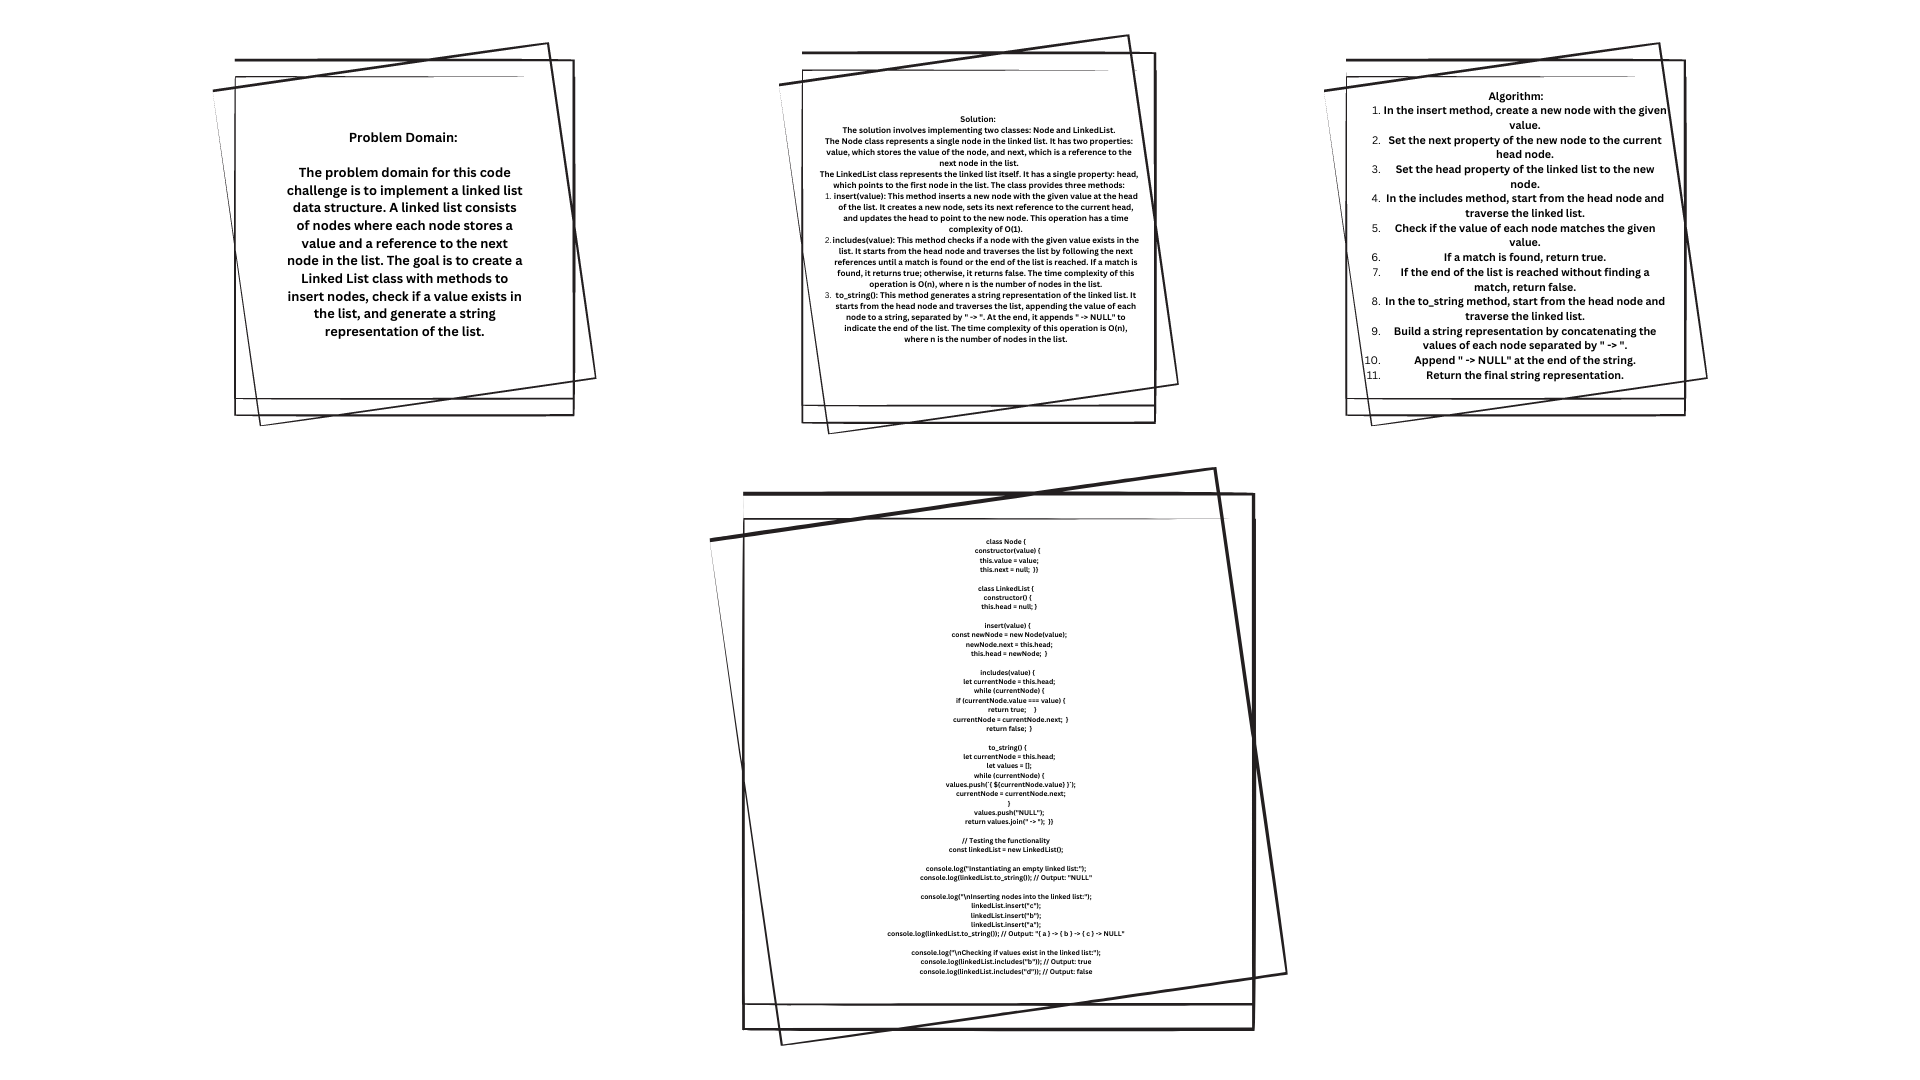 Problem Domain:
The problem domain for this code
challenge is to implement a linked list
data structure. A linked list consists
of nodes where each node stores a
value and a reference to the next
node in the list. The goal is to create a
Linked List class with methods to
insert nodes, check if a value exists in
the list, and generate a string
representation of the list.
Solution:
The solution involves implementing two classes: Node and LinkedList.
The Node class represents a single node in the linked list. It has two properties:
value, which stores the value of the node, and next, which is a reference to the
next node in the list.
The LinkedList class represents the linked list itself. It has a single property: head,
which points to the first node in the list. The class provides three methods:
1. insert(value): This method inserts a new node with the given value at the head
of the list. It creates a new node, sets its next reference to the current head,
and updates the head to point to the new node. This operation has a time
complexity of O(1).
2. includes(value): This method checks if a node with the given value exists in the
list. It starts from the head node and traverses the list by following the next
references until a match is found or the end of the list is reached. If a match is
found, it returns true; otherwise, it returns false. The time complexity of this
operation is O(n), where n is the number of nodes in the list.
3. to_string(): This method generates a string representation of the linked list. It
starts from the head node and traverses the list, appending the value of each
node to a string, separated by " -> ". At the end, it appends " -> NULL" to
indicate the end of the list. The time complexity of this operation is O(n),
where n is the number of nodes in the list.
Algorithm:
1. In the insert method, create a new node with the given
value.
2. Set the next property of the new node to the current
head node.
3. Set the head property of the linked list to the new
node.
4. In the includes method, start from the head node and
traverse the linked list.
5. Check if the value of each node matches the given
value.
6. If a match is found, return true.
7. If the end of the list is reached without finding a
match, return false.
8. In the to_string method, start from the head node and
traverse the linked list.
9. Build a string representation by concatenating the
values of each node separated by " -> ".
10. Append " -> NULL" at the end of the string.
11. Return the final string representation.
class Node {
constructor(value) {
this.value = value;
this.next = null; }}
class LinkedList {
constructor() {
this.head = null; }
insert(value) {
const newNode = new Node(value);
newNode.next = this.head;
this.head = newNode; }
includes(value) {
let currentNode = this.head;
while (currentNode) {
if (currentNode.value === value) {
return true; }
currentNode = currentNode.next; }
return false; }
to_string() {
let currentNode = this.head;
let values = [];
while (currentNode) {
values.push(`{ ${currentNode.value} }`);
currentNode = currentNode.next;
}
values.push("NULL");
return values.join(" -> "); }}
// Testing the functionality
const linkedList = new LinkedList();
console.log("Instantiating an empty linked list:");
console.log(linkedList.to_string()); // Output: "NULL"
console.log("\nInserting nodes into the linked list:");
linkedList.insert("c");
linkedList.insert("b");
linkedList.insert("a");
console.log(linkedList.to_string()); // Output: "{ a } -> { b } -> { c } -> NULL"
console.log("\nChecking if values exist in the linked list:");
console.log(linkedList.includes("b")); // Output: true
console.log(linkedList.includes("d")); // Output: false